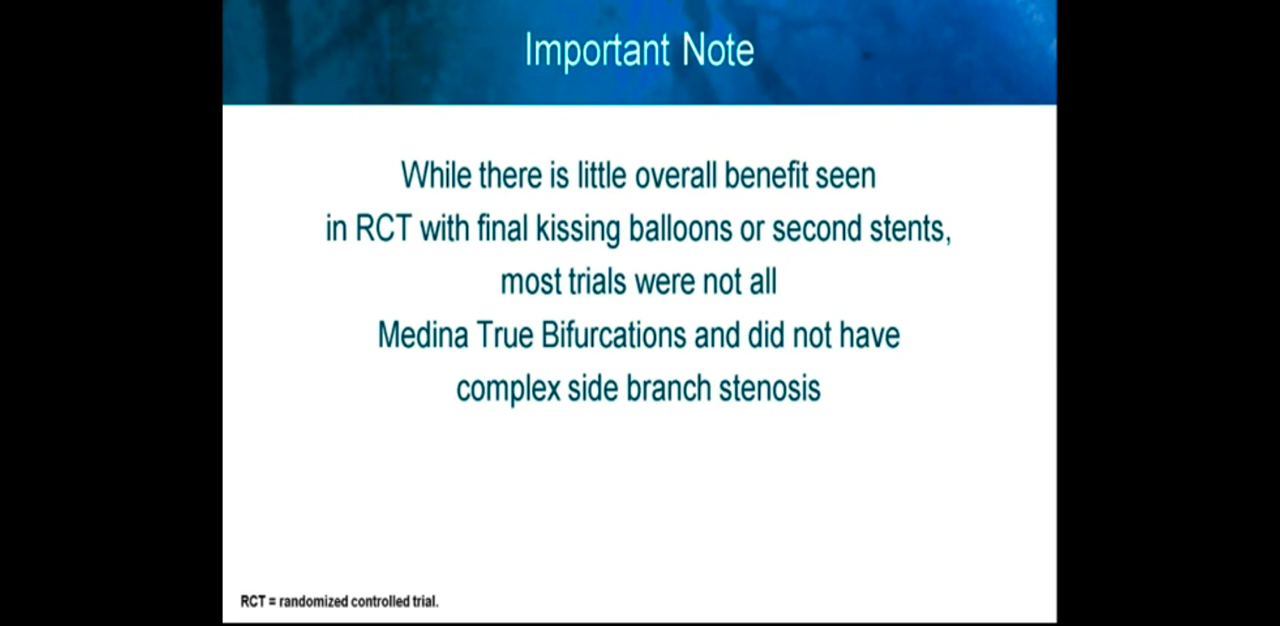 Important Note
While there is little overall benefit seen
in RCT with final kissing balloons or second stents,
most trials were not all
Medina True Bifurcations and did not have
complex side branch stenosis
RCT = randomized controlled trial.